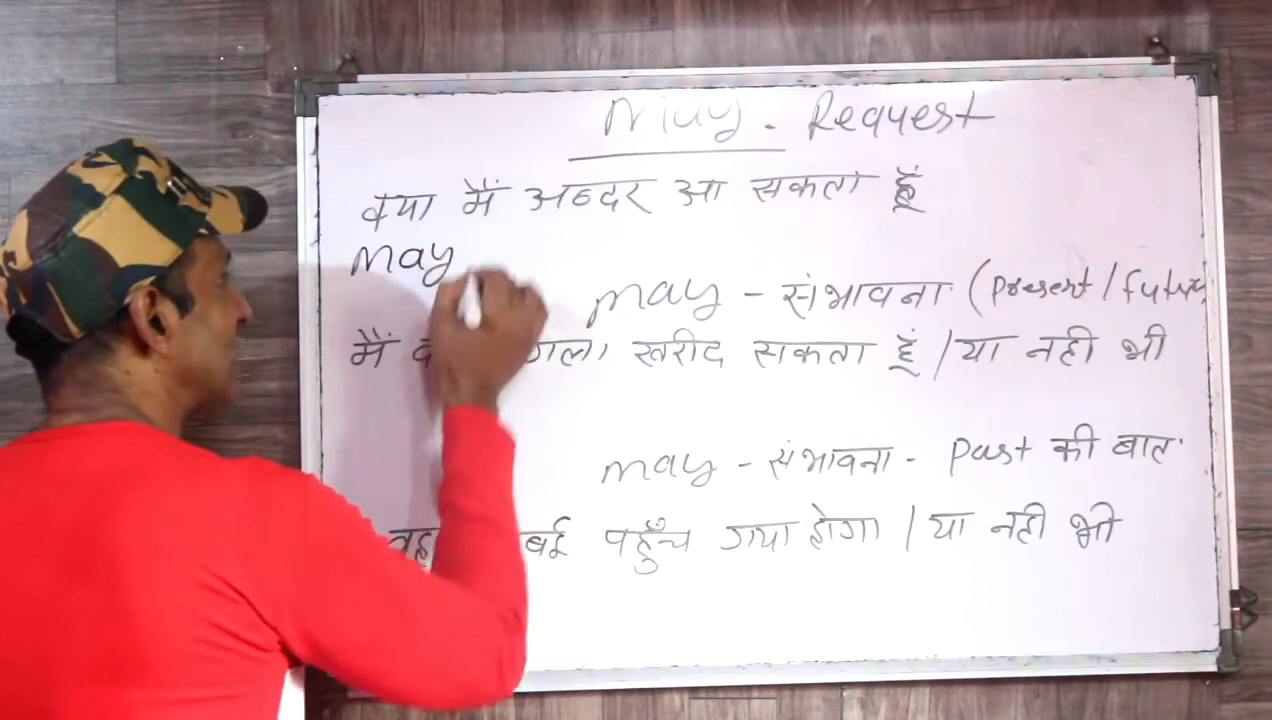 May - Request
क्या मैं अन्दर आ सकता हूँ
May
may - संभावना (Present / Future
मैं खरीद सकता हूँ / या नही भी
may - संभावना - Past की बात
पहुँच गया होगा / या नही भी